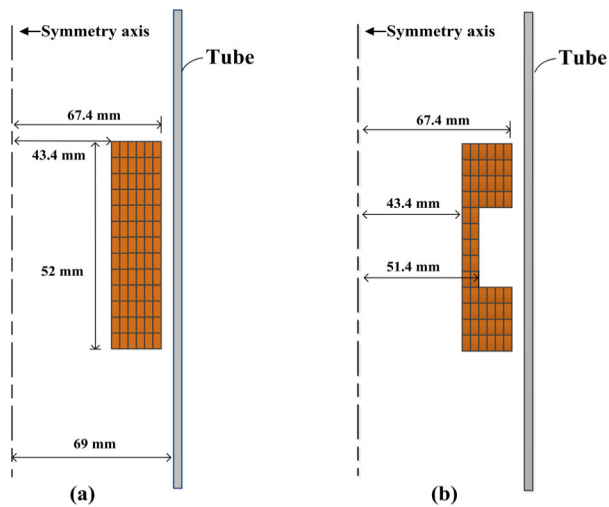 Symmetry axis
Tube
67.4 mm
43.4 mm
52 mm
69 mm
(a)
Symmetry axis
Tube
67.4 mm
43.4 mm
51.4 mm
(b)